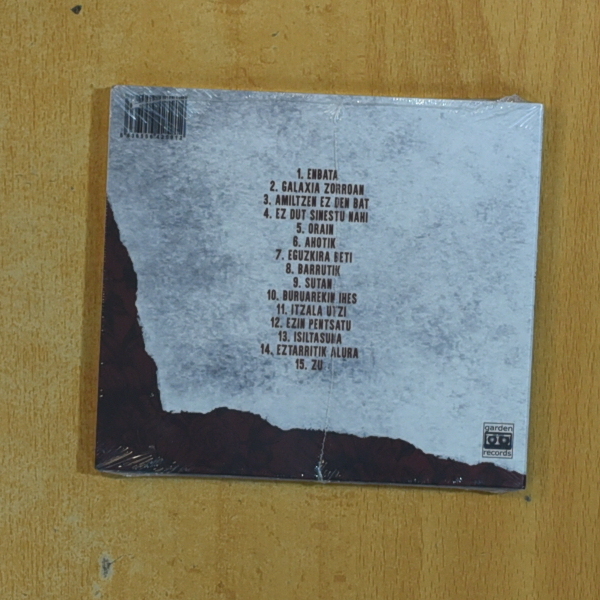 1. ENBATA
2. GALAXIA ZORROAN
3. AMILTZEN EZ DEN BAT
4. EZ DUT SINESTU NAHI
5. ORAIN
6. AHOTIK
7. EGUZKIRA BETI
8. BARRUTIK
9. SUTAN
10. BURUAREKIN IHES
11. ITZALA UTZI
12. EZIN PENTSATU
13. ISILTASUNA
14. EZTARRITIK ALURA
15. ZU
garden
records